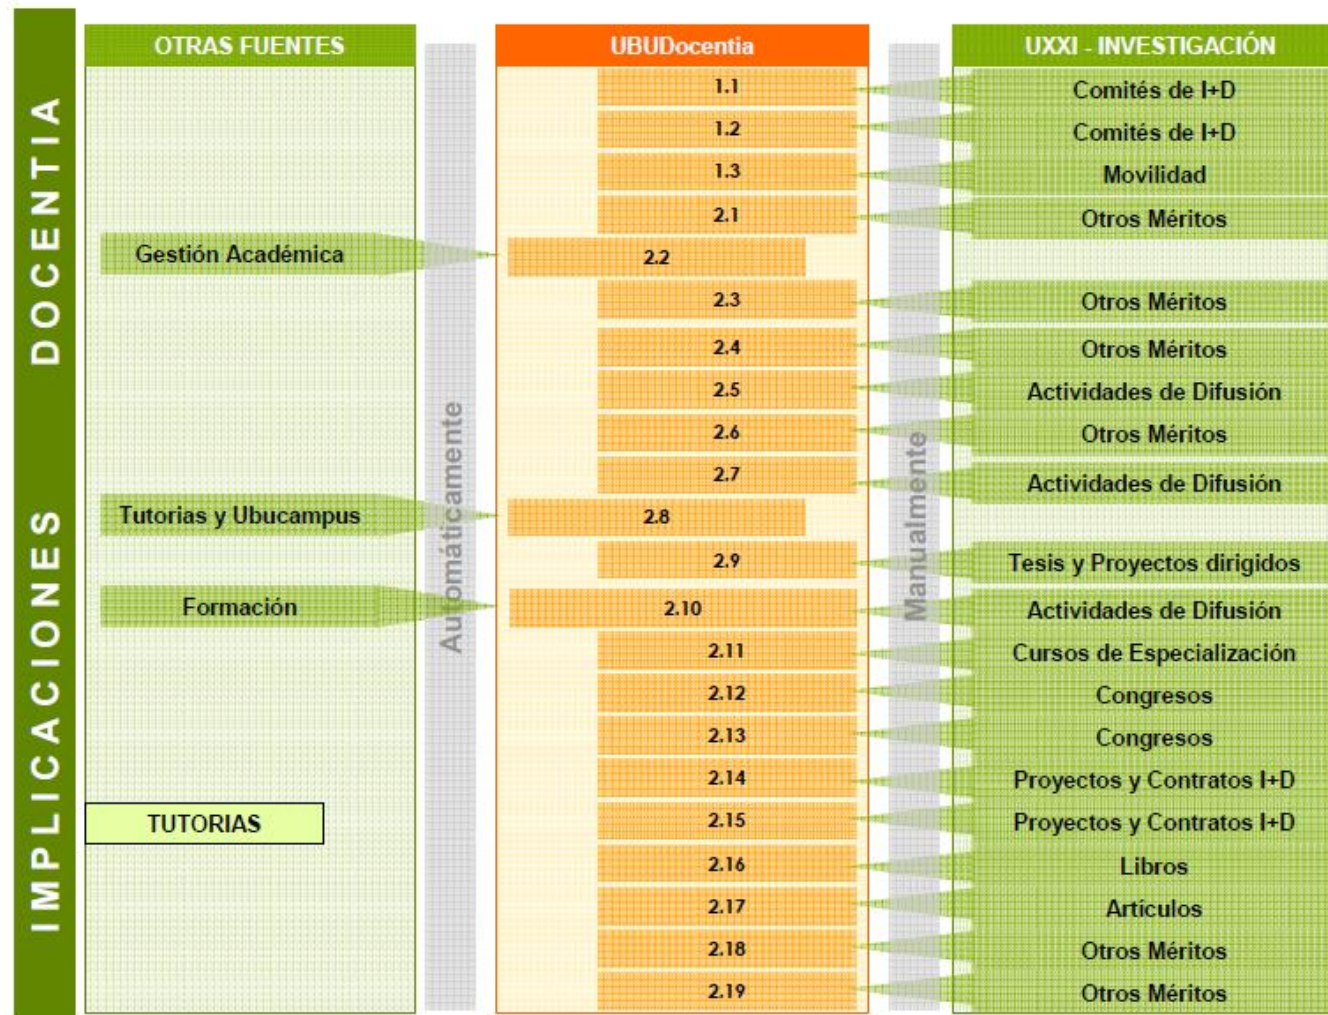 IMPLICACIONES DOCENTIA
OTRAS FUENTES
UBUDocentia
UXXI - INVESTIGACIÓN
1.1
Comités de I+D
1.2
Comités de I+D
1.3
Movilidad
2.1
Otros Méritos
Gestión Académica
2.2
2.3
Otros Méritos
2.4
Otros Méritos
2.5
Actividades de Difusión
2.6
Otros Méritos
2.7
Actividades de Difusión
Automáticamente
Manualmente
Tutorias y Ubucampus
2.8
2.9
Tesis y Proyectos dirigidos
Formación
2.10
Actividades de Difusión
2.11
Cursos de Especialización
2.12
Congresos
2.13
Congresos
2.14
Proyectos y Contratos I+D
TUTORIAS
2.15
Proyectos y Contratos I+D
2.16
Libros
2.17
Artículos
2.18
Otros Méritos
2.19
Otros Méritos